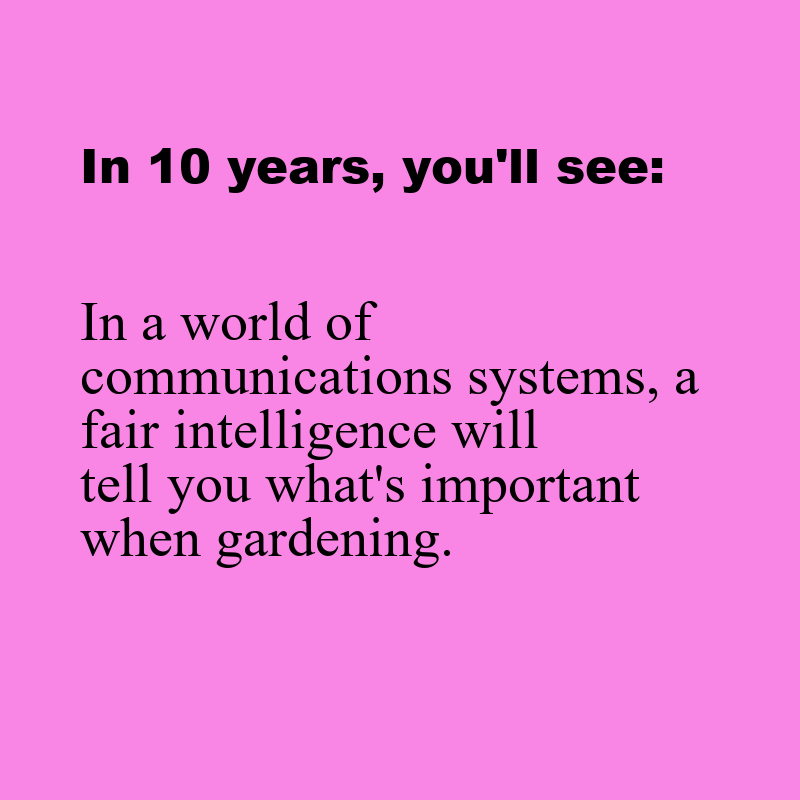 In 10 years, you'll see:
In a world of
communications systems, a
fair intelligence will
tell you what's important
when gardening.